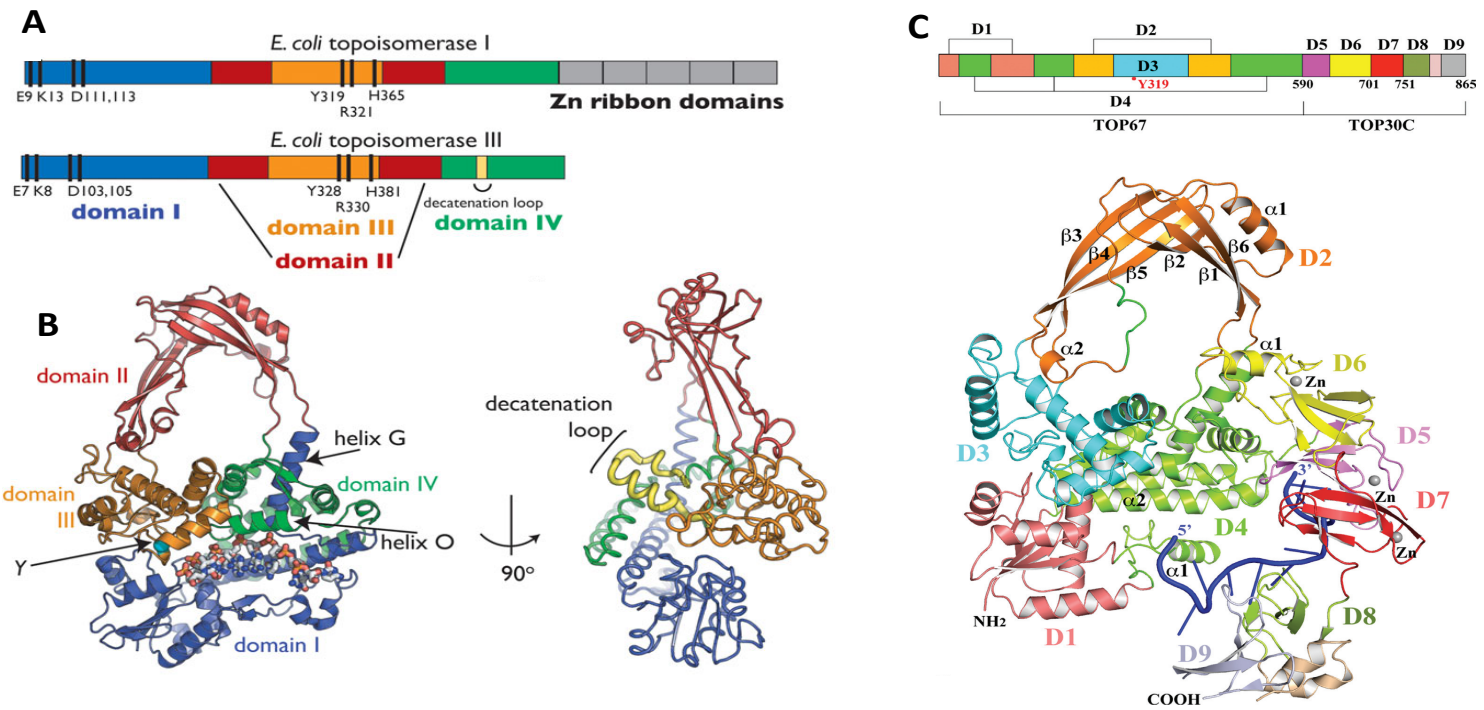 A
E. coli topoisomerase I
E9 K13 D111,113 Y319 H365
R321
Zn ribbon domains
E. coli topoisomerase III
E7 K8 D103,105 Y328 H381
R330
decatenation loop
domain I
domain III
domain IV
domain II
B
domain II
helix G
domain IV
domain
III
helix O
Y
domain I
decatenation
loop
90°
C
D1 D2 D5 D6 D7 D8 D9
D3
Y319
590 701 751 865
D4
TOP67 TOP30C
α1
β3
β6
β4
β2
β5
β1
D2
α1
α2
D6
Zn
D5
3'
D3
Zn
α2
D7
D4
5'
Zn
α1
NH2
D1
D8
D9
COOH